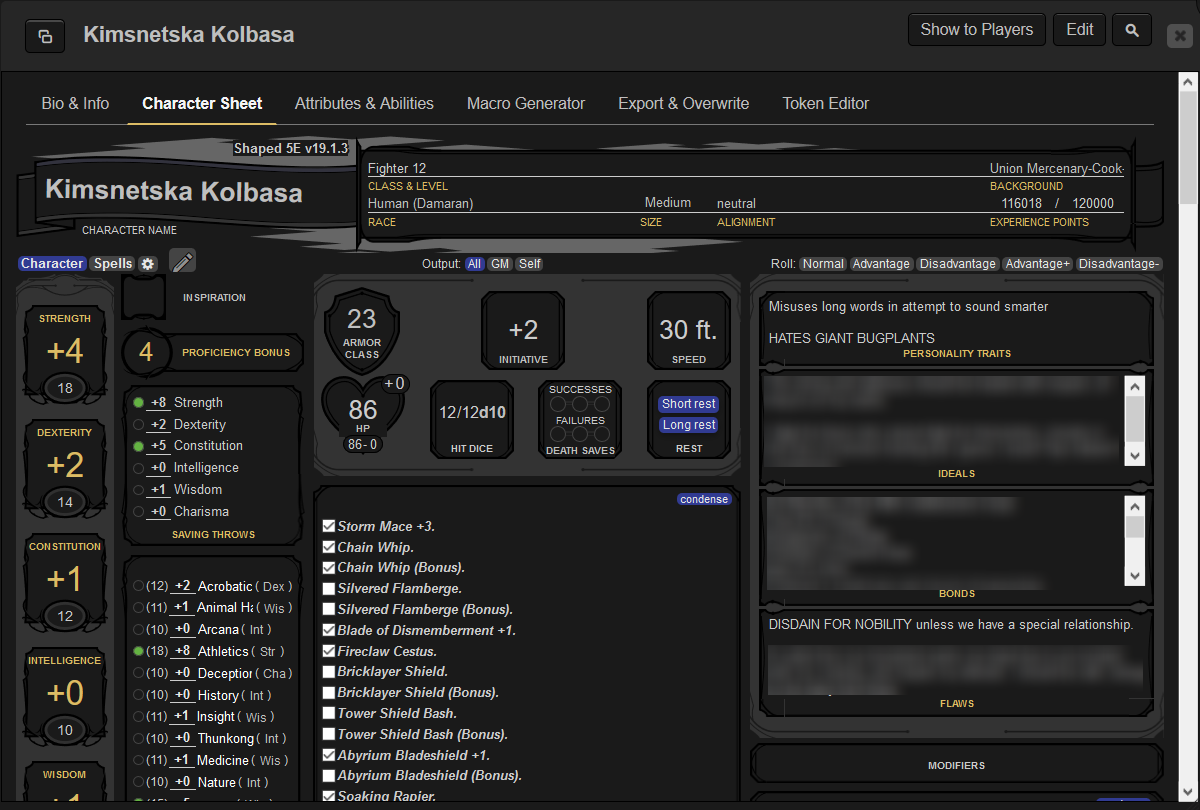 Kimsnetska Kolbasa
Show to Players
Edit
Bio & Info
Character Sheet
Attributes & Abilities
Macro Generator
Export & Overwrite
Token Editor
Shaped 5E v19.1.3
Kimsnetska Kolbasa
CHARACTER NAME
Fighter 12
Union Mercenary-Cook-
CLASS & LEVEL
BACKGROUND
Human (Damaran)
Medium
neutral
116018 / 120000
RACE
SIZE
ALIGNMENT
EXPERIENCE POINTS
Character
Spells
Output: All GM Self
Roll: Normal Advantage Disadvantage Advantage+ Disadvantage-
STRENGTH
+4
18
DEXTERITY
+2
14
CONSTITUTION
+1
12
INTELLIGENCE
+0
10
WISDOM
INSPIRATION
4
PROFICIENCY BONUS
+8 Strength
+2 Dexterity
+5 Constitution
+0 Intelligence
+1 Wisdom
+0 Charisma
SAVING THROWS
(12) +2 Acrobatic ( Dex )
(11) +1 Animal Ha ( Wis )
(10) +0 Arcana ( Int )
(18) +8 Athletics ( Str )
(10) +0 Deception ( Cha )
(10) +0 History ( Int )
(11) +1 Insight ( Wis )
(10) +0 Thunkong ( Int )
(11) +1 Medicine ( Wis )
(10) +0 Nature ( Int )
23
ARMOR
CLASS
+2
INITIATIVE
30 ft.
SPEED
+0
86
HP
86- 0
12/12d10
HIT DICE
SUCCESSES
FAILURES
DEATH SAVES
Short rest
Long rest
REST
condense
Storm Mace +3.
Chain Whip.
Chain Whip (Bonus).
Silvered Flamberge.
Silvered Flamberge (Bonus).
Blade of Dismemberment +1.
Fireclaw Cestus.
Bricklayer Shield.
Bricklayer Shield (Bonus).
Tower Shield Bash.
Tower Shield Bash (Bonus).
Abyrium Bladeshield +1.
Abyrium Bladeshield (Bonus).
Soaking Rapier.
Misuses long words in attempt to sound smarter
HATES GIANT BUGPLANTS
PERSONALITY TRAITS
IDEALS
BONDS
DISDAIN FOR NOBILITY unless we have a special relationship.
FLAWS
MODIFIERS